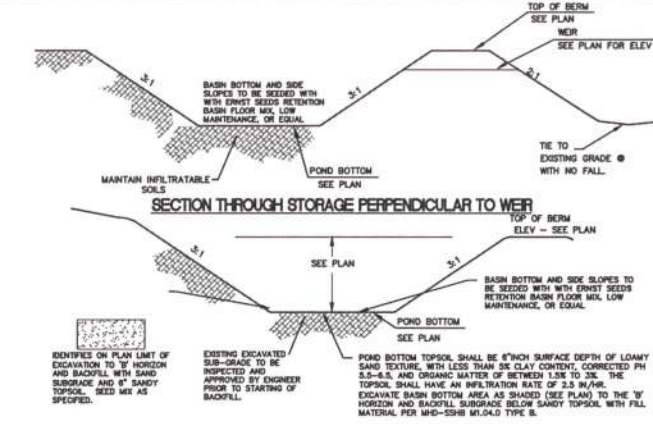 TOP OF BERM
SEE PLAN
WEIR
SEE PLAN FOR ELEV
3:1
BASIN BOTTOM AND SIDE
SLOPES TO BE SEEDED WITH
WITH ERNST SEEDS RETENTION
BASIN FLOOR MIX, LOW
MAINTENANCE, OR EQUAL
3:1
2:1
MAINTAIN INFILTRATABLE
SOILS
POND BOTTOM
SEE PLAN
TIE TO
EXISTING GRADE @
WITH NO FALL.
SECTION THROUGH STORAGE PERPENDICULAR TO WEIR
TOP OF BERM
ELEV - SEE PLAN
3:1
SEE PLAN
3:1
BASIN BOTTOM AND SIDE SLOPES TO
BE SEEDED WITH WITH ERNST SEEDS
RETENTION BASIN FLOOR MIX, LOW
MAINTENANCE, OR EQUAL
POND BOTTOM
SEE PLAN
IDENTIFIES ON PLAN LIMIT OF
EXCAVATION TO 'B' HORIZON
AND BACKFILL WITH SAND
SUBGRADE AND 6" SANDY
TOPSOIL. SEED MIX AS
SPECIFIED.
EXISTING EXCAVATED
SUB-GRADE TO BE
INSPECTED AND
APPROVED BY ENGINEER
PRIOR TO STARTING OF
BACKFILL.
POND BOTTOM TOPSOIL SHALL BE 6"INCH SURFACE DEPTH OF LOAMY
SAND TEXTURE, WITH LESS THAN 5% CLAY CONTENT, CORRECTED PH
5.5-6.5, AND ORGANIC MATTER OF BETWEEN 1.5% TO 3%. THE
TOPSOIL SHALL HAVE AN INFILTRATION RATE OF 2.5 IN/HR.
EXCAVATE BASIN BOTTOM AREA AS SHADED (SEE PLAN) TO THE 'B'
HORIZON AND BACKFILL SUBGRADE BELOW SANDY TOPSOIL WITH FILL
MATERIAL PER MHD-SSHB M1.04.0 TYPE B.